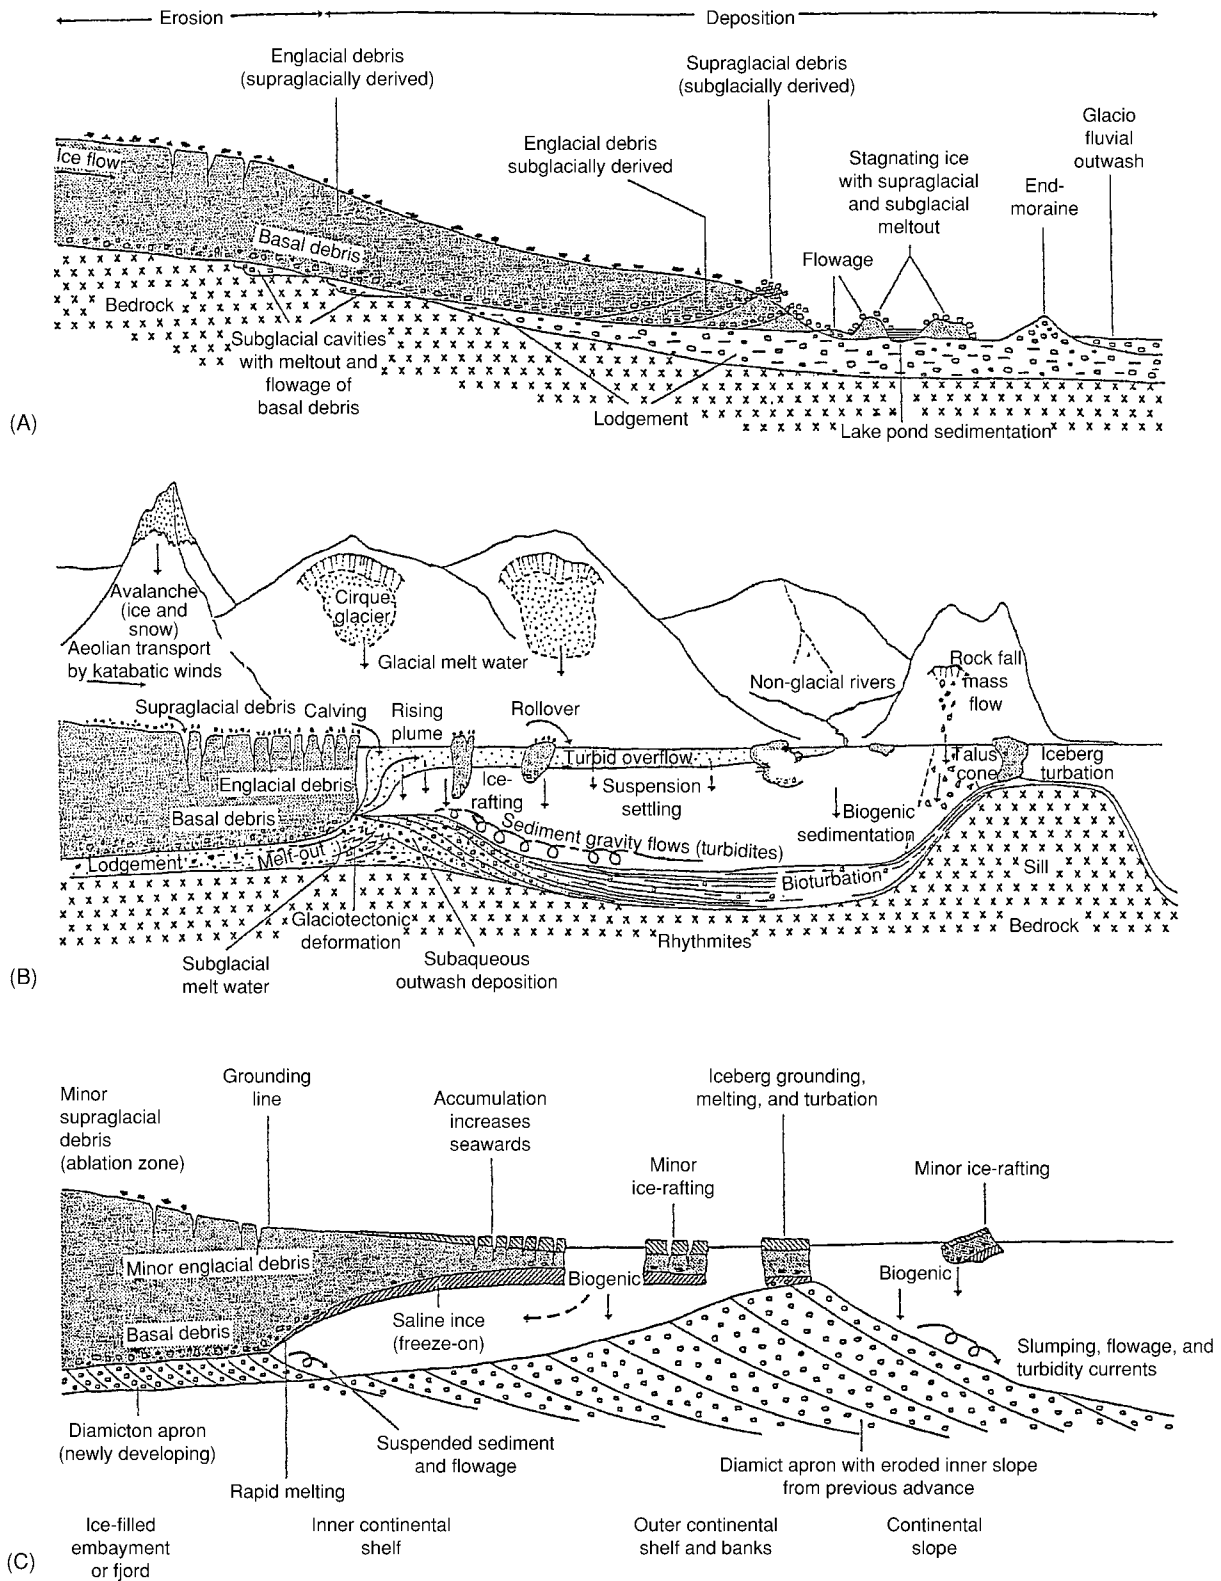 Erosion
Deposition
Englacial debris
(supraglacially derived)
Supraglacial debris
(subglacially derived)
Englacial debris
subglacially derived
Stagnating ice
with supraglacial
and subglacial
meltout
Glacio
fluvial
outwash
End-
moraine
Ice flow
Flowage
Basal debris
Bedrock
Subglacial cavities
with meltout and
flowage of
basal debris
Lodgement
Lake pond sedimentation
(A)
Avalanche
(ice and
snow)
Aeolian transport
by katabatic winds
Cirque
glacier
Glacial melt water
Non-glacial rivers
Rock fall
mass
flow
Supraglacial debris
Calving
Rising
plume
Rollover
Turbid overflow
Talus
cone
Iceberg
turbation
Englacial debris
Ice-
rafting
Suspension
settling
Basal debris
Biogenic
sedimentation
Sediment gravity flows (turbidites)
Lodgement
Melt-out
Bioturbation
Sill
Glaciotectonic
deformation
Rhythmites
Bedrock
Subglacial
melt water
Subaqueous
outwash deposition
(B)
Minor
supraglacial
debris
(ablation zone)
Grounding
line
Accumulation
increases
seawards
Iceberg grounding,
melting, and turbation
Minor
ice-rafting
Minor ice-rafting
Minor englacial debris
Biogenic
Biogenic
Basal debris
Saline ince
(freeze-on)
Slumping, flowage, and
turbidity currents
Diamicton apron
(newly developing)
Suspended sediment
and flowage
Diamict apron with eroded inner slope
from previous advance
Rapid melting
Ice-filled
embayment
or fjord
Inner continental
shelf
Outer continental
shelf and banks
Continental
slope
(C)